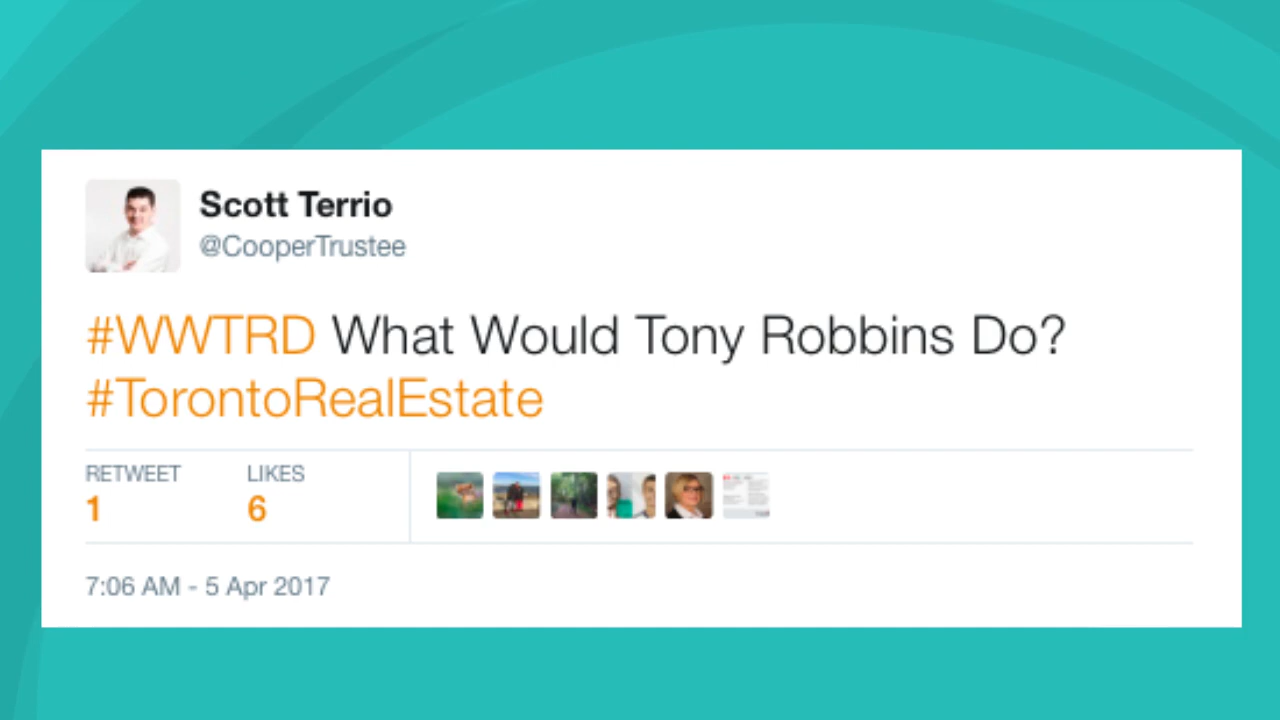 Scott Terrio
@CooperTrustee
#WWTRD What Would Tony Robbins Do?
#TorontoRealEstate
RETWEET LIKES
1 6
7:06 AM - 5 Apr 2017